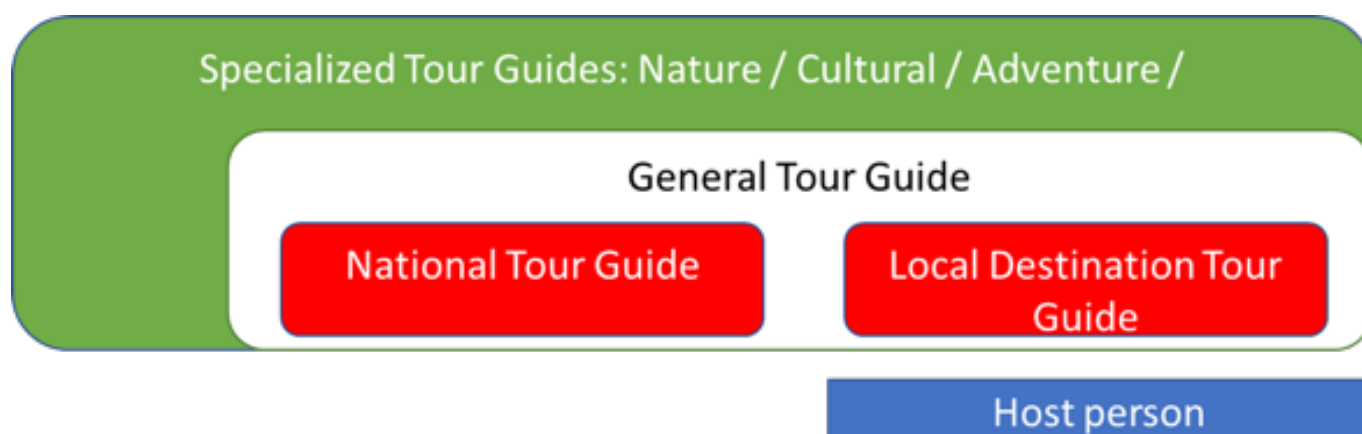 Specialized Tour Guides: Nature / Cultural / Adventure /
General Tour Guide
National Tour Guide
Local Destination Tour
Guide
Host person